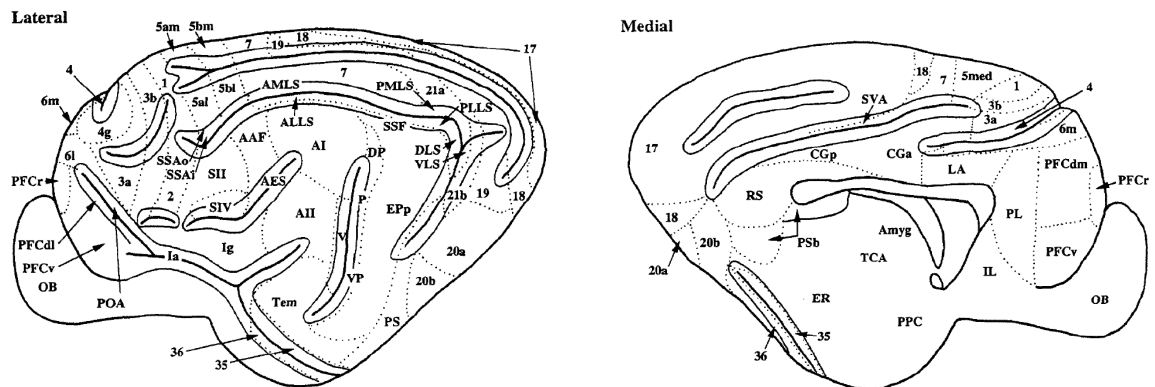 Lateral
5am
5bm
7
19
18
17
4
6m
1
3b
5al
5bl
AMLS
7
PMLS
21a
PLLS
4g
ALLS
SSF
6l
SSAo
SSAi
AAF
AI
DP
DLS
VLS
PFCr
3a
2
SII
AES
SIV
AII
P
EPp
21b
19
18
PFCdl
PFCv
OB
POA
Ia
Ig
V
VP
20a
20b
Tem
PS
36
35
Medial
18
7
5med
1
4
3b
3a
6m
SVA
17
CGp
CGa
LA
PFCdm
PFCr
RS
PL
18
20b
20a
PSb
Amyg
TCA
IL
PFCv
OB
ER
PPC
35
36